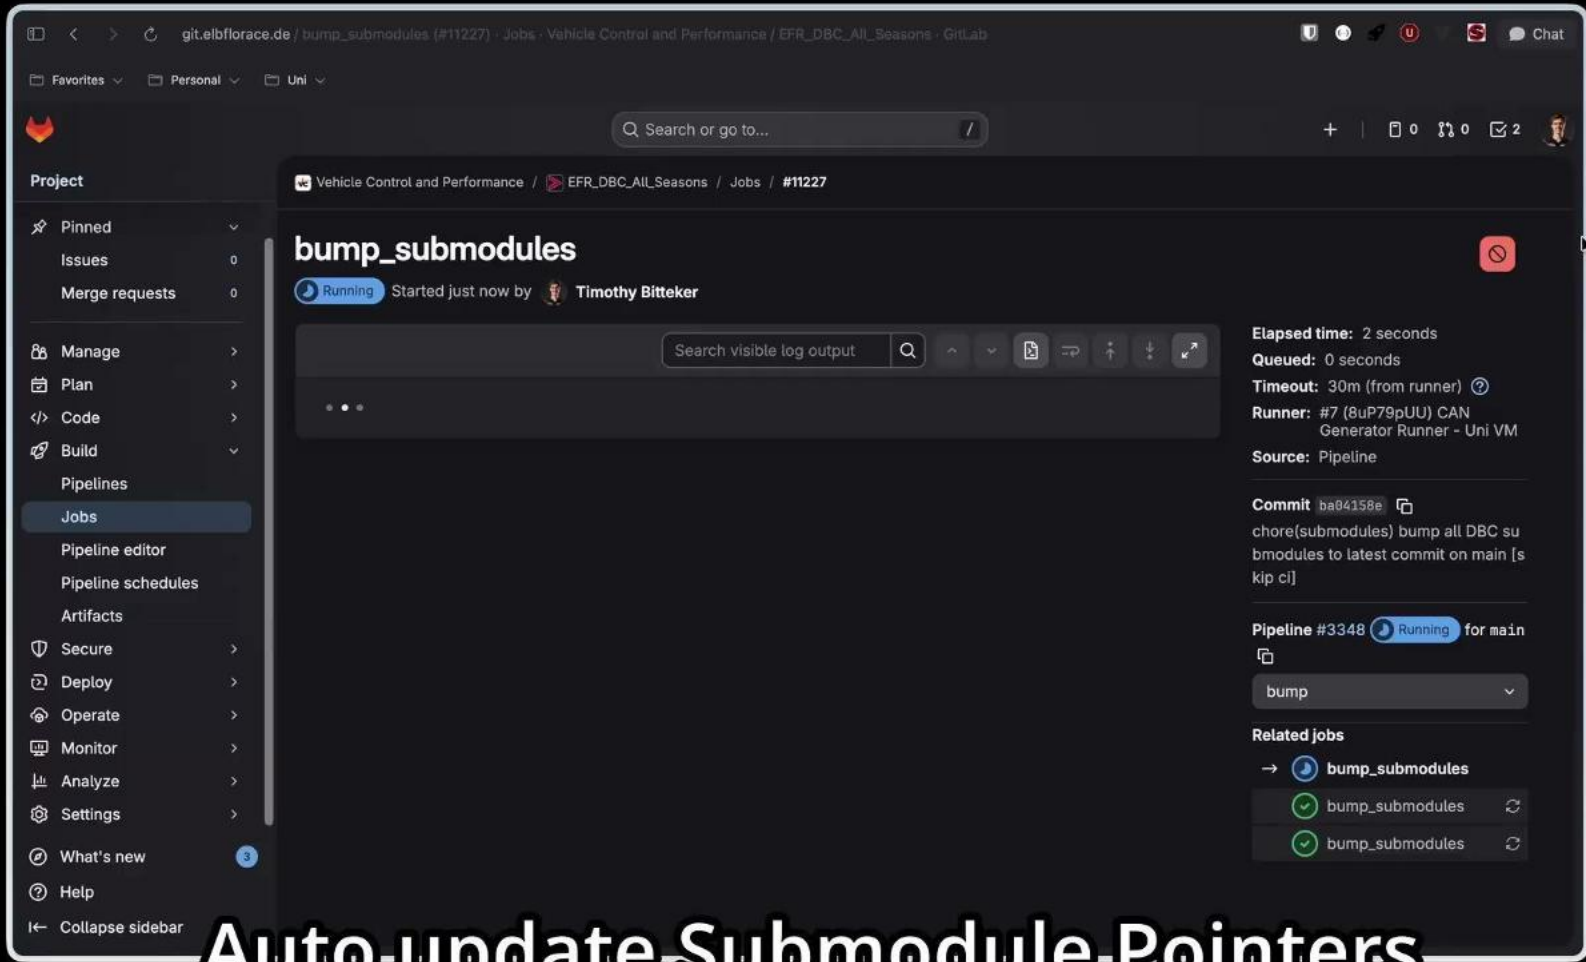 git.elbflorace.de / bump_submodules (#11227) · Jobs · Vehicle Control and Performance / EFR_DBC_All_Seasons · GitLab
Chat
Favorites
Personal
Uni
Search or go to...
/
0
0
2
Project
Vehicle Control and Performance / EFR_DBC_All_Seasons / Jobs / #11227
Pinned
Issues 0
Merge requests 0
Manage
Plan
Code
Build
Pipelines
Jobs
Pipeline editor
Pipeline schedules
Artifacts
Secure
Deploy
Operate
Monitor
Analyze
Settings
What's new 3
Help
Collapse sidebar
bump_submodules
Running Started just now by Timothy Bitteker
Search visible log output
Elapsed time: 2 seconds
Queued: 0 seconds
Timeout: 30m (from runner)
Runner: #7 (8uP79pUU) CAN
Generator Runner - Uni VM
Source: Pipeline
Commit ba04158e
chore(submodules) bump all DBC su
bmodules to latest commit on main [s
kip ci]
Pipeline #3348 Running for main
bump
Related jobs
bump_submodules
bump_submodules
bump_submodules
Auto update Submodule Pointers